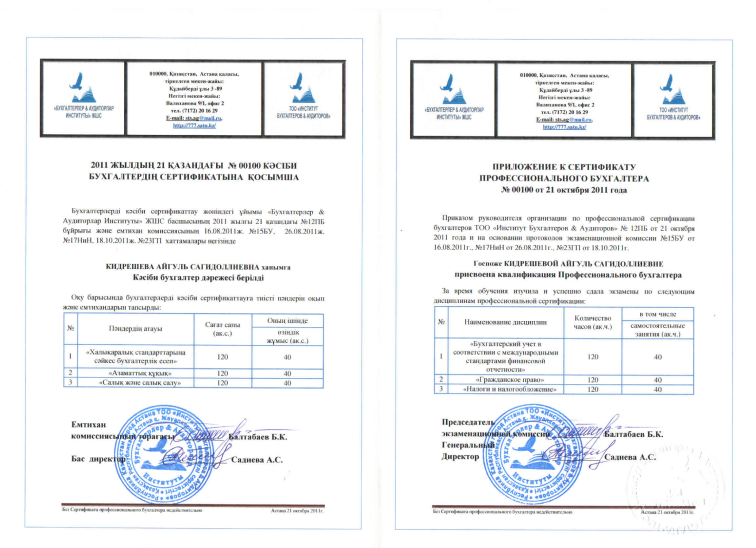 «БУХГАЛТЕРЛЕР & АУДИТОРЛАР
ИНСТИТУТЫ» ЖШС
010000, Қазақстан, Астана қаласы,
тіркелген мекен-жайы:
Құдайберді ұлы 3 -89
Негізгі мекен-жайы:
Валиханова 9/1, офис 2
тел. (7172) 20 16 29
E-mail: sts.ag@mail.ru,
http://777.satu.kz/
ТОО «ИНСТИТУТ
БУХГАЛТЕРОВ & АУДИТОРОВ»
2011 ЖЫЛДЫҢ 21 ҚАЗАНДАҒЫ № 00100 КӘСІБИ
БУХГАЛТЕРДІҢ СЕРТИФИКАТЫНА ҚОСЫМША
Бухгалтерлерді кәсіби сертификаттау жөніндегі ұйымы «Бухгалтерлер &
Аудиторлар Институты» ЖШС басшысының 2011 жылғы 21 қазандағы №12ПБ
бұйрығы және емтихан комиссиясының 16.08.2011ж. №15БУ, 26.08.2011ж.
№17НиН, 18.10.2011ж. №23ГП хаттамалары негізінде
КИДРЕШЕВА АЙГУЛЬ САГИДОЛЛИЕВНА ханымға
Кәсіби бухгалтер дәрежесі берілді
Оқу барысында бухгалтерлерді кәсіби сертификаттауға тиісті пәндерін оқып
және емтихандарын тапсырды:
№ Пәндердің атауы Сағат саны (ак.с.) Оның ішінде
өзіндік жұмыс (ак.с.)
1 «Халықаралық стандарттарына сәйкес бухгалтерлік есеп» 120 40
2 «Азаматтық құқық» 120 40
3 «Салық және салық салу» 120 40
Емтихан
комиссиясының төрағасы Балтабаев Б.К.
Бас директор Садиева А.С.
Без Сертификата профессионального бухгалтера недействительно Астана 21 октября 2011г.
«БУХГАЛТЕРЛЕР & АУДИТОРЛАР
ИНСТИТУТЫ» ЖШС
010000, Қазақстан, Астана қаласы,
тіркелген мекен-жайы:
Құдайберді ұлы 3 -89
Негізгі мекен-жайы:
Валиханова 9/1, офис 2
тел. (7172) 20 16 29
E-mail: sts.ag@mail.ru,
http://777.satu.kz/
ТОО «ИНСТИТУТ
БУХГАЛТЕРОВ & АУДИТОРОВ»
ПРИЛОЖЕНИЕ К СЕРТИФИКАТУ
ПРОФЕССИОНАЛЬНОГО БУХГАЛТЕРА
№ 00100 от 21 октября 2011 года
Приказом руководителя организации по профессиональной сертификации
бухгалтеров ТОО «Институт Бухгалтеров & Аудиторов» № 12ПБ от 21 октября
2011 года и на основании протоколов экзаменационной комиссии №15БУ от
16.08.2011г., №17НиН от 26.08.2011г., №23ГП от 18.10.2011г.
Госпоже КИДРЕШЕВОЙ АЙГУЛЬ САГИДОЛЛИЕВНЕ
присвоена квалификация Профессионального бухгалтера
За время обучения изучила и успешно сдала экзамены по следующим
дисциплинам профессиональной сертификации:
№ Наименование дисциплин Количество часов (ак.ч.) в том числе
самостоятельные занятия (ак.ч.)
1 «Бухгалтерский учет в соответствии с международными стандартами финансовой отчетности» 120 40
2 «Гражданское право» 120 40
3 «Налоги и налогообложение» 120 40
Председатель
экзаменационной комиссии Балтабаев Б.К.
Генеральный
Директор Садиева А.С.
Без Сертификата профессионального бухгалтера недействительно Астана 21 октября 2011г.